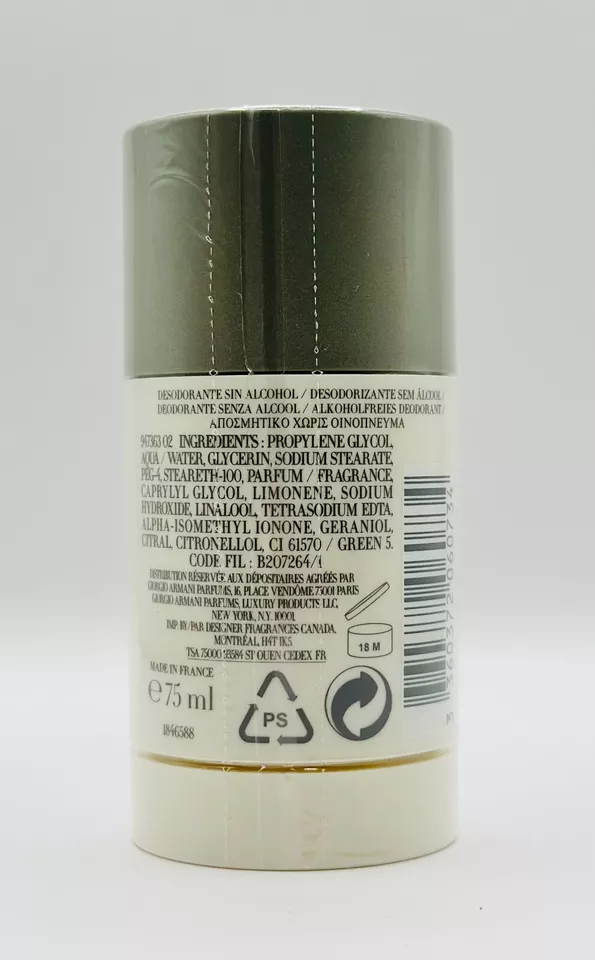 DESODORANTE SIN ALCOHOL / DESODORIZANTE SEM ÁLCOOL /
DEODORANTE SENZA ALCOOL / ALKOHOLFREIES DEODORANT /
ΑΠΟΣΜΗΤΙΚΟ ΧΩΡΙΣ ΟΙΝΟΠΝΕΥΜΑ
947363 02 INGREDIENTS : PROPYLENE GLYCOL,
AQUA / WATER, GLYCERIN, SODIUM STEARATE,
PEG-4, STEARETH-100, PARFUM / FRAGRANCE,
CAPRYLYL GLYCOL, LIMONENE, SODIUM
HYDROXIDE, LINALOOL, TETRASODIUM EDTA,
ALPHA-ISOMETHYL IONONE, GERANIOL,
CITRAL, CITRONELLOL, CI 61570 / GREEN 5.
CODE FIL : B207264/1
DISTRIBUTION RÉSERVÉE AUX DÉPOSITAIRES AGRÉÉS PAR
GIORGIO ARMANI PARFUMS, 16, PLACE VENDÔME 75001 PARIS
GIORGIO ARMANI PARFUMS, LUXURY PRODUCTS LLC,
NEW YORK, N.Y. 10001.
IMP. BY/PAR DESIGNER FRAGRANCES CANADA,
MONTRÉAL, H4T 1K5.
TSA 75000 93584 ST OUEN CEDEX FR
18 M
MADE IN FRANCE
℮ 75 ml
PS
1846588
3 360372 060734